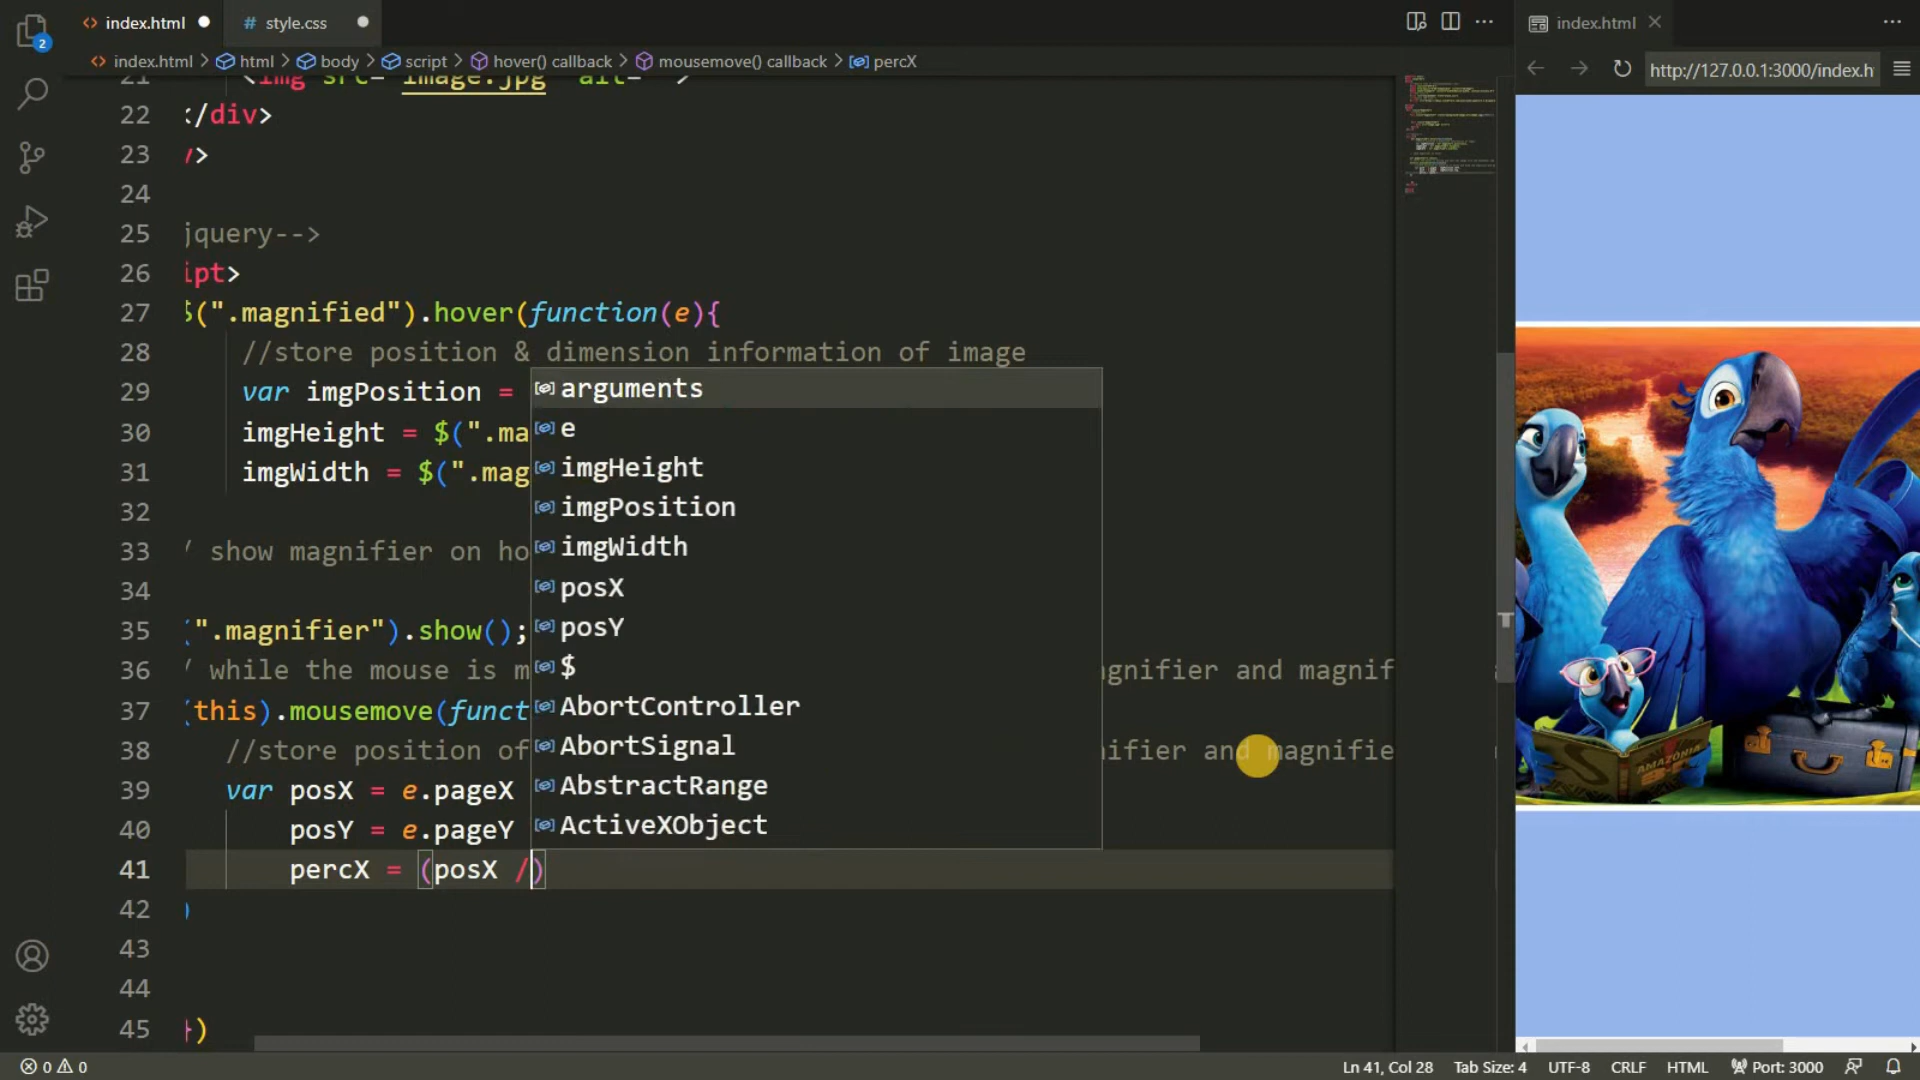 index.html
# style.css
index.html
index.html > html > body > script > hover() callback > mousemove() callback > percX
http://127.0.0.1:3000/index.h
2
21 <img src="image.jpg" alt="">
22 </div>
23 >
24
25 jquery-->
26 ipt>
27 $(".magnified").hover(function(e){
28 //store position & dimension information of image
29 var imgPosition =
30 imgHeight = $(".ma
31 imgWidth = $(".mag
32
33 / show magnifier on ho
34
35 (".magnifier").show();
36 / while the mouse is m gnifier and magnif
37 (this).mousemove(funct
38 //store position of nifier and magnifie
39 var posX = e.pageX
40 posY = e.pageY
41 percX = (posX /)
42 )
43
44
45 })
arguments
e
imgHeight
imgPosition
imgWidth
posX
posY
$
AbortController
AbortSignal
AbstractRange
ActiveXObject
AMAZONIA
0 0
Ln 41, Col 28 Tab Size: 4 UTF-8 CRLF HTML Port: 3000